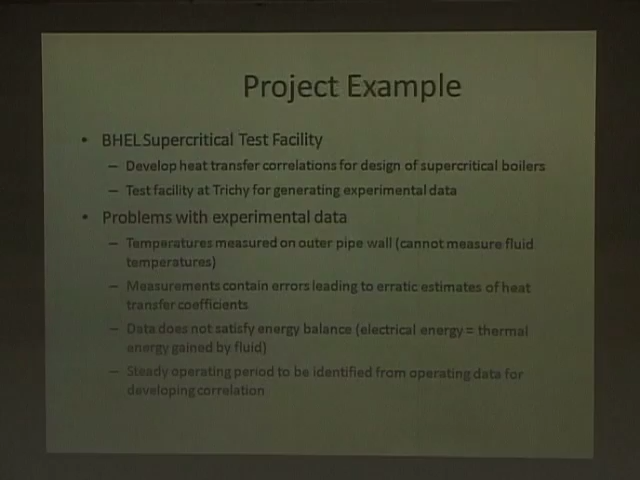 Project Example
• BHEL Supercritical Test Facility
– Develop heat transfer correlations for design of supercritical boilers
– Test facility at Trichy for generating experimental data
• Problems with experimental data
– Temperatures measured on outer pipe wall (cannot measure fluid
temperatures)
– Measurements contain errors leading to erratic estimates of heat
transfer coefficients
– Data does not satisfy energy balance (electrical energy = thermal
energy gained by fluid)
– Steady operating period to be identified from operating data for
developing correlation